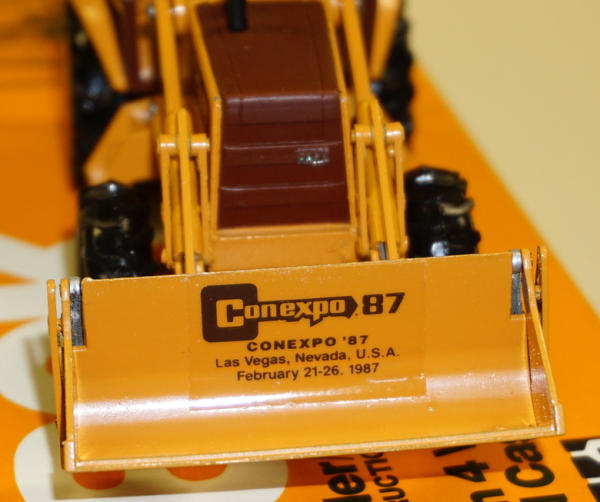 Conexpo 87
CONEXPO '87
Las Vegas, Nevada, U.S.A.
February 21-26. 1987